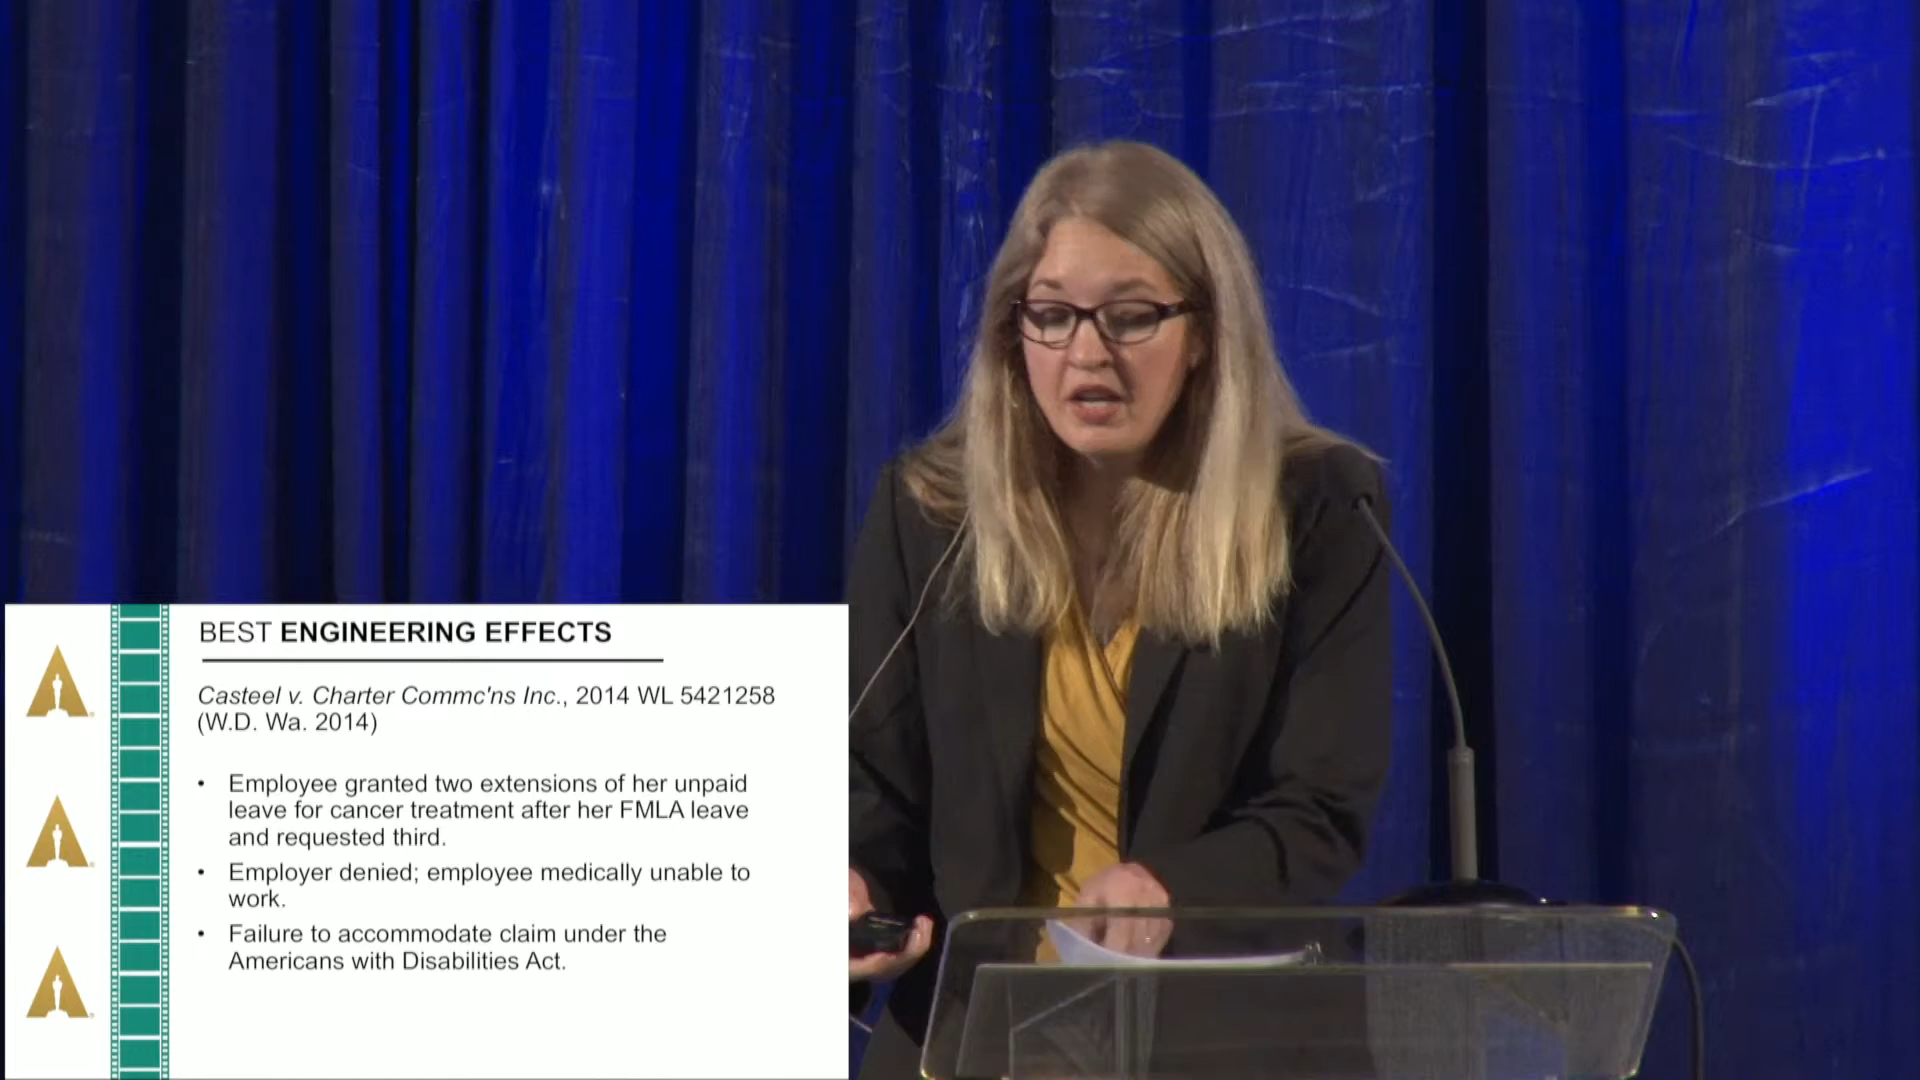 BEST ENGINEERING EFFECTS
Casteel v. Charter Commc'ns Inc., 2014 WL 5421258
(W.D. Wa. 2014)
• Employee granted two extensions of her unpaid
leave for cancer treatment after her FMLA leave
and requested third.
• Employer denied; employee medically unable to
work.
• Failure to accommodate claim under the
Americans with Disabilities Act.